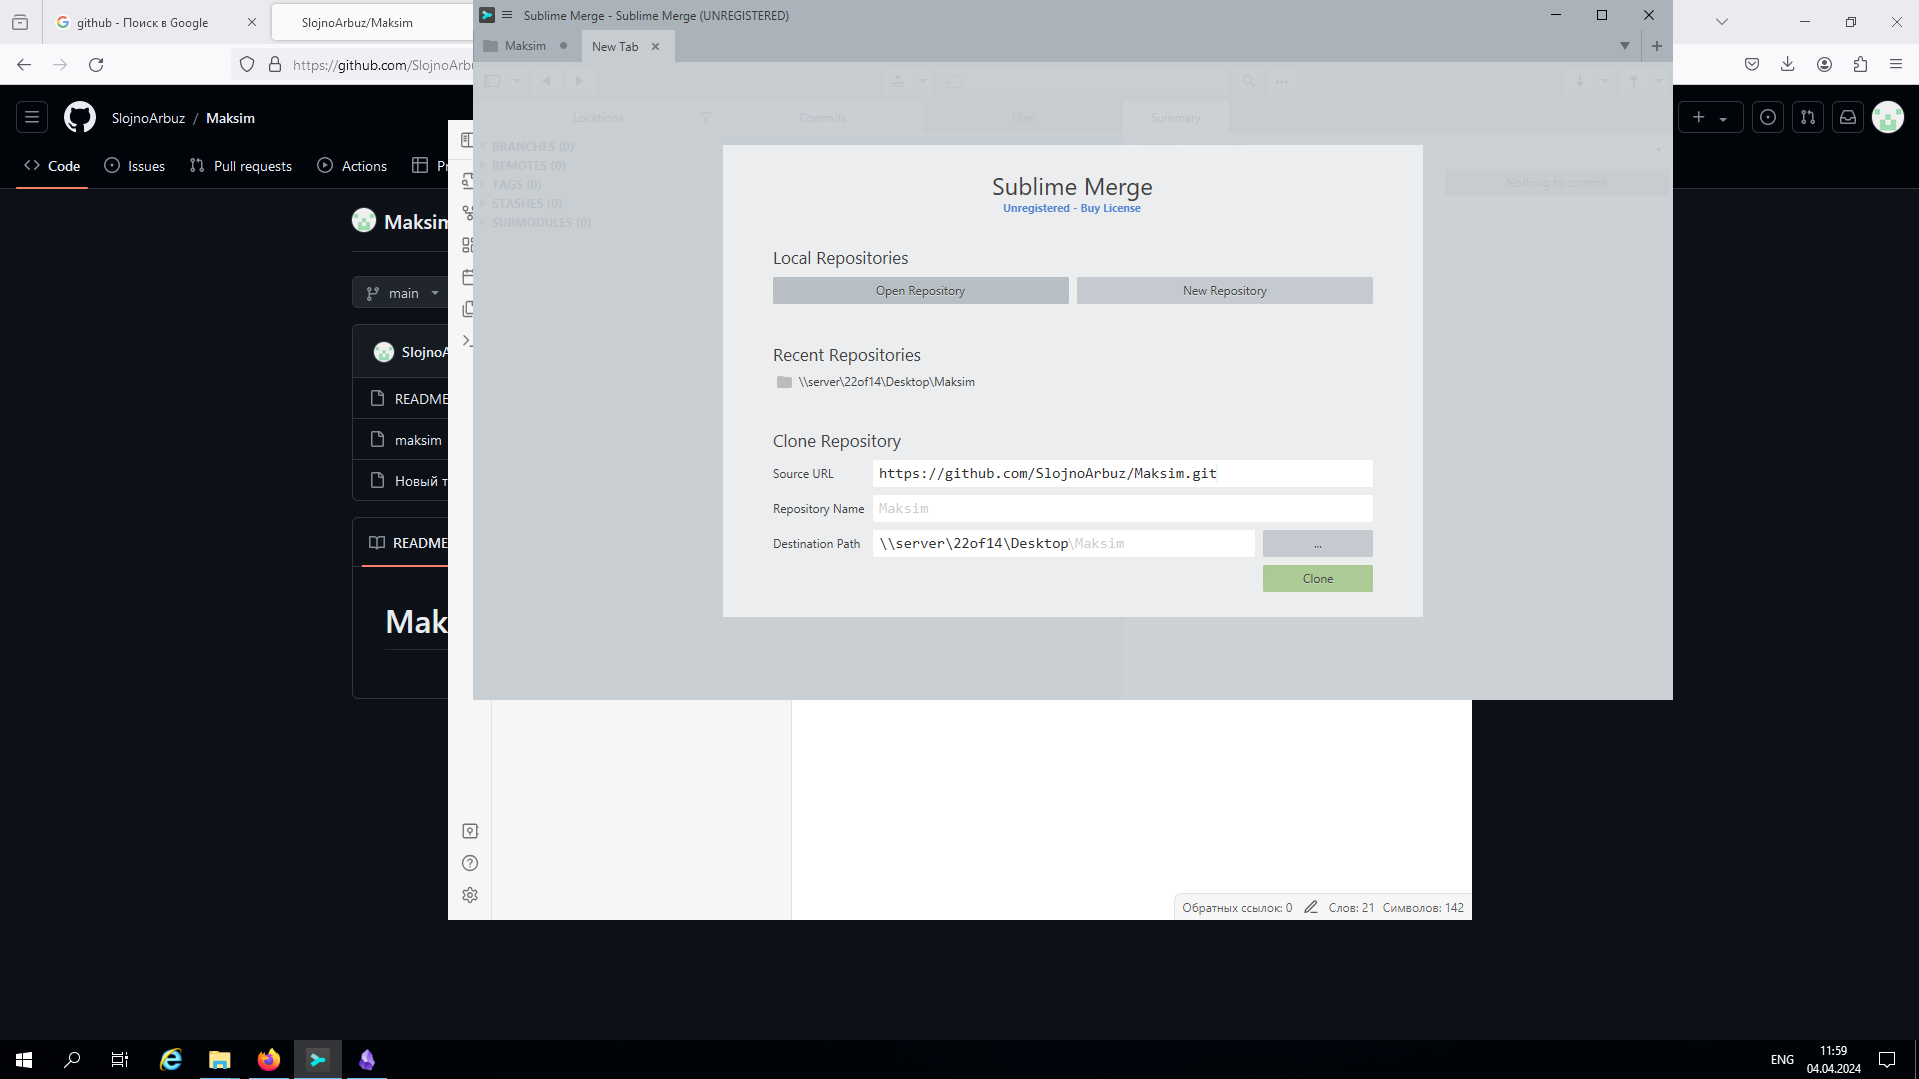 github - Поиск в Google
SlojnoArbuz/Maksim
https://github.com/SlojnoArbu
Sublime Merge - Sublime Merge (UNREGISTERED)
Maksim
New Tab
SlojnoArbuz / Maksim
Code
Issues
Pull requests
Actions
Pr
Locations
Commits
Files
Summary
BRANCHES (0)
REMOTES (0)
TAGS (0)
STASHES (0)
SUBMODULES (0)
Nothing to commit
Maksim
main
SlojnoA
README
maksim
Новый т
README
Mak
Sublime Merge
Unregistered - Buy License
Local Repositories
Open Repository
New Repository
Recent Repositories
\\server\22of14\Desktop\Maksim
Clone Repository
Source URL
https://github.com/SlojnoArbuz/Maksim.git
Repository Name
Maksim
Destination Path
\\server\22of14\Desktop\Maksim
...
Clone
Обратных ссылок: 0
Слов: 21
Символов: 142
ENG
11:59
04.04.2024